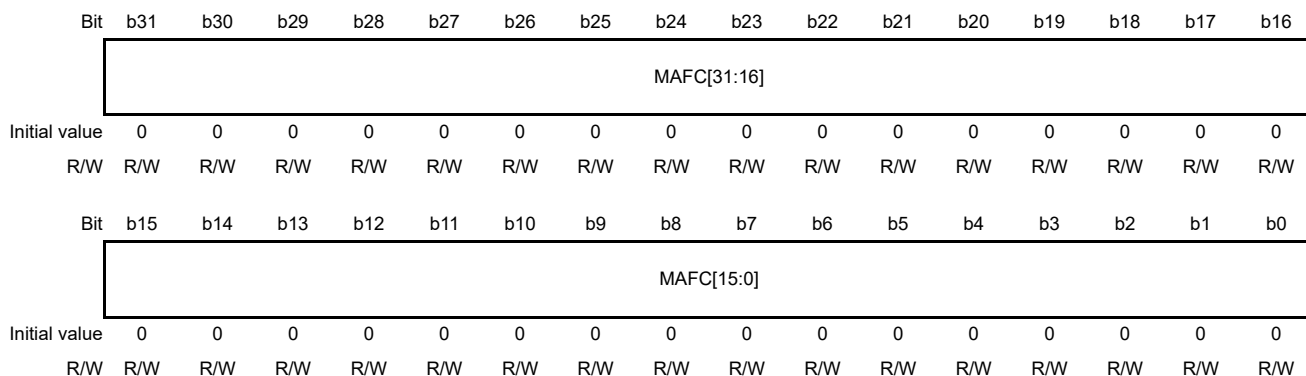 Bit b31 b30 b29 b28 b27 b26 b25 b24 b23 b22 b21 b20 b19 b18 b17 b16
MAFC[31:16]
Initial value 0 0 0 0 0 0 0 0 0 0 0 0 0 0 0 0
R/W R/W R/W R/W R/W R/W R/W R/W R/W R/W R/W R/W R/W R/W R/W R/W R/W
Bit b15 b14 b13 b12 b11 b10 b9 b8 b7 b6 b5 b4 b3 b2 b1 b0
MAFC[15:0]
Initial value 0 0 0 0 0 0 0 0 0 0 0 0 0 0 0 0
R/W R/W R/W R/W R/W R/W R/W R/W R/W R/W R/W R/W R/W R/W R/W R/W R/W